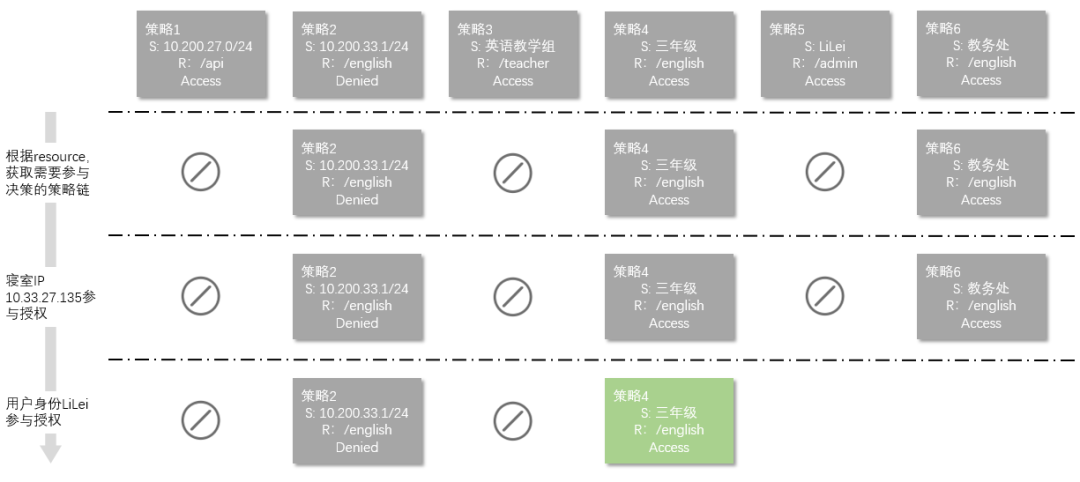 策略1
S: 10.200.27.0/24
R: /api
Access
策略2
S: 10.200.33.1/24
R: /english
Denied
策略3
S: 英语教学组
R: /teacher
Access
策略4
S: 三年级
R: /english
Access
策略5
S: LiLei
R: /admin
Access
策略6
S: 教务处
R: /english
Access
根据resource,
获取需要参与
决策的策略链
策略2
S: 10.200.33.1/24
R: /english
Denied
策略4
S: 三年级
R: /english
Access
策略6
S: 教务处
R: /english
Access
寝室IP
10.33.27.135参
与授权
策略2
S: 10.200.33.1/24
R: /english
Denied
策略4
S: 三年级
R: /english
Access
策略6
S: 教务处
R: /english
Access
用户身份LiLei
参与授权
策略2
S: 10.200.33.1/24
R: /english
Denied
策略4
S: 三年级
R: /english
Access